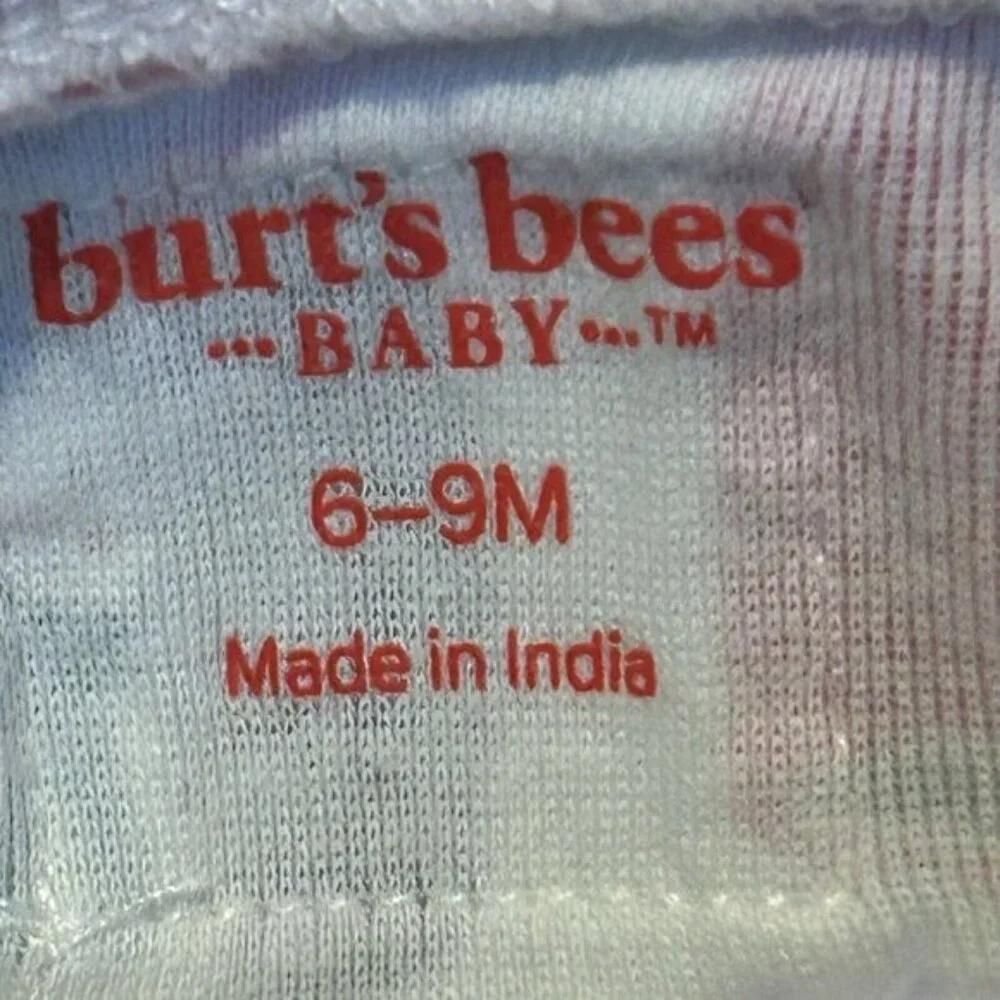 burt's bees
•••BABY•••™
6–9M
Made in India